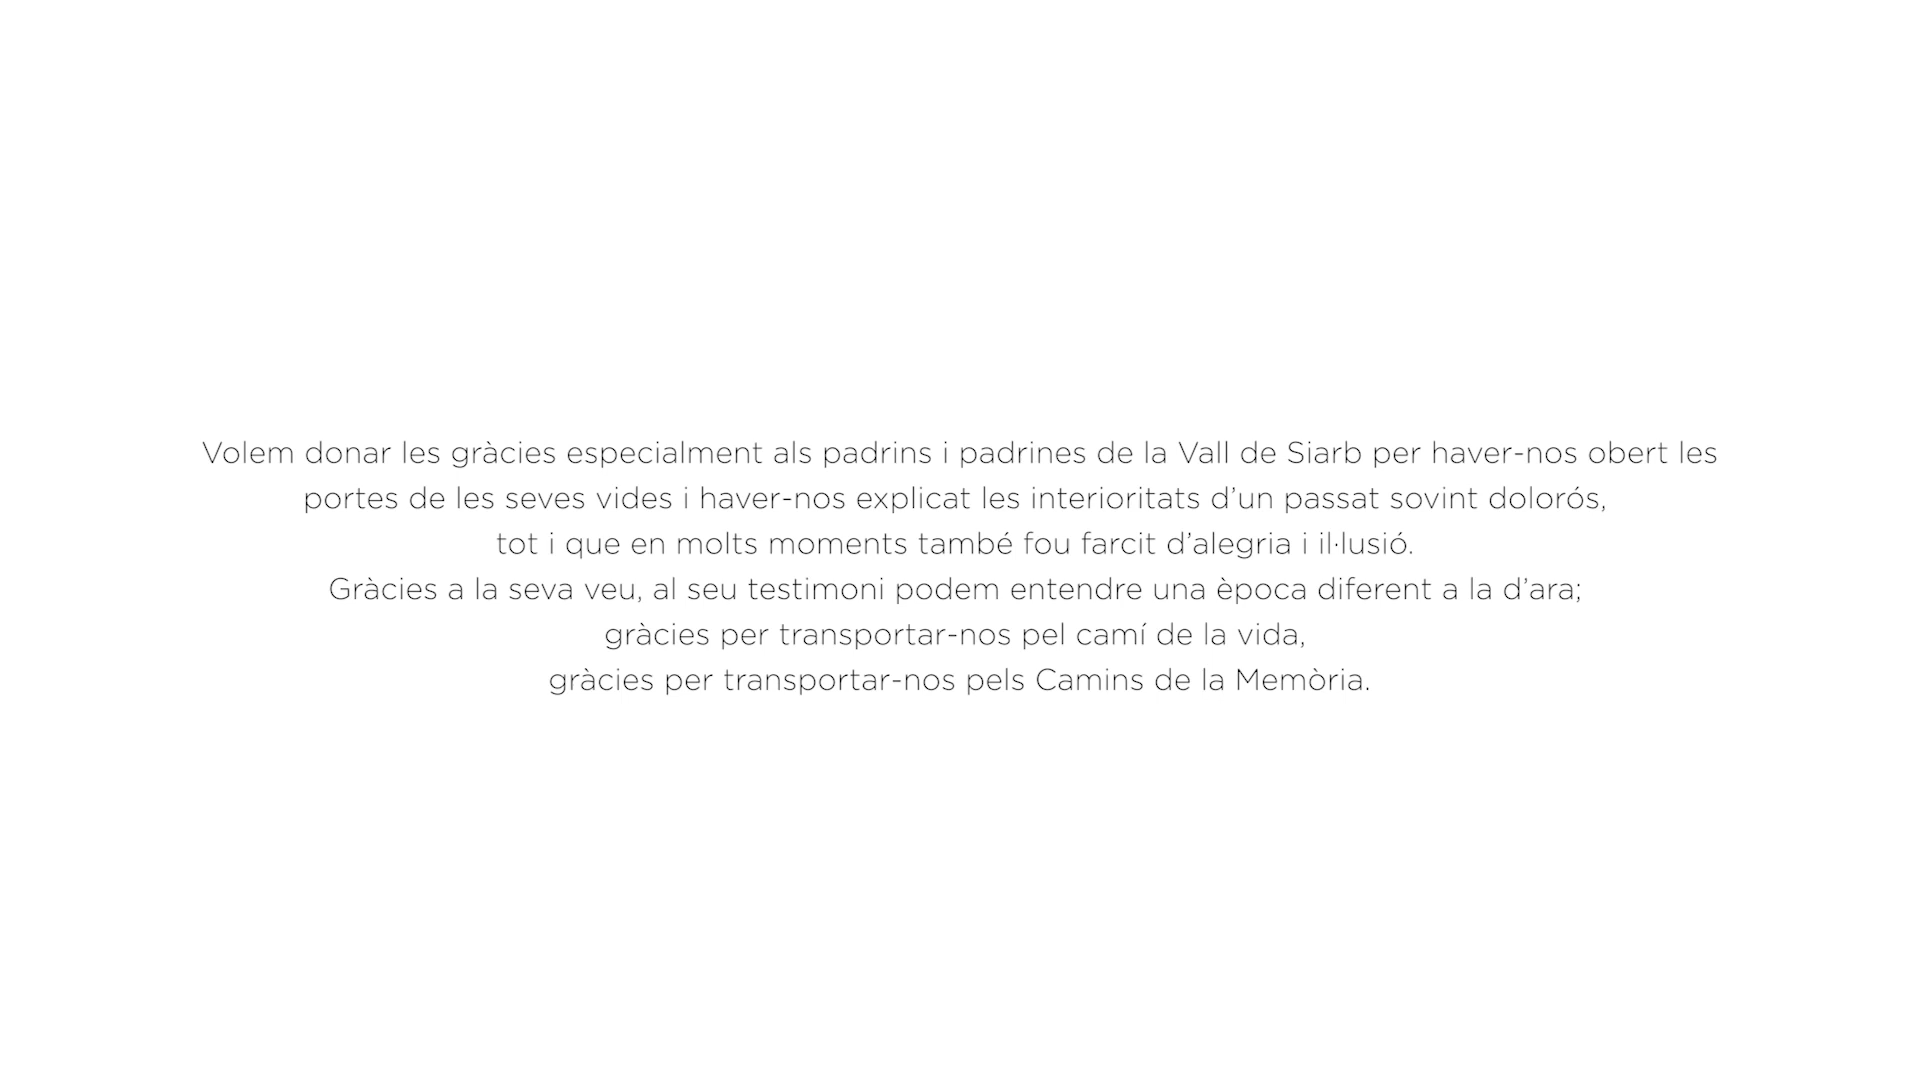 Volem donar les gràcies especialment als padrins i padrines de la Vall de Siarb per haver-nos obert les
portes de les seves vides i haver-nos explicat les interioritats d’un passat sovint dolorós,
tot i que en molts moments també fou farcit d’alegria i il·lusió.
Gràcies a la seva veu, al seu testimoni podem entendre una època diferent a la d’ara;
gràcies per transportar-nos pel camí de la vida,
gràcies per transportar-nos pels Camins de la Memòria.